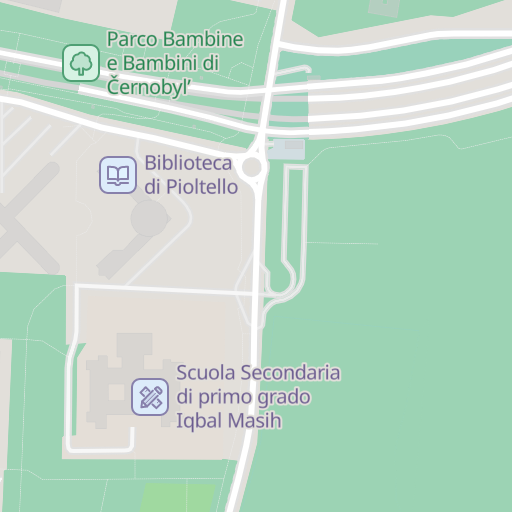 Parco Bambine
e Bambini di
Černobyl’
Biblioteca
di Pioltello
Scuola Secondaria
di primo grado
Iqbal Masih